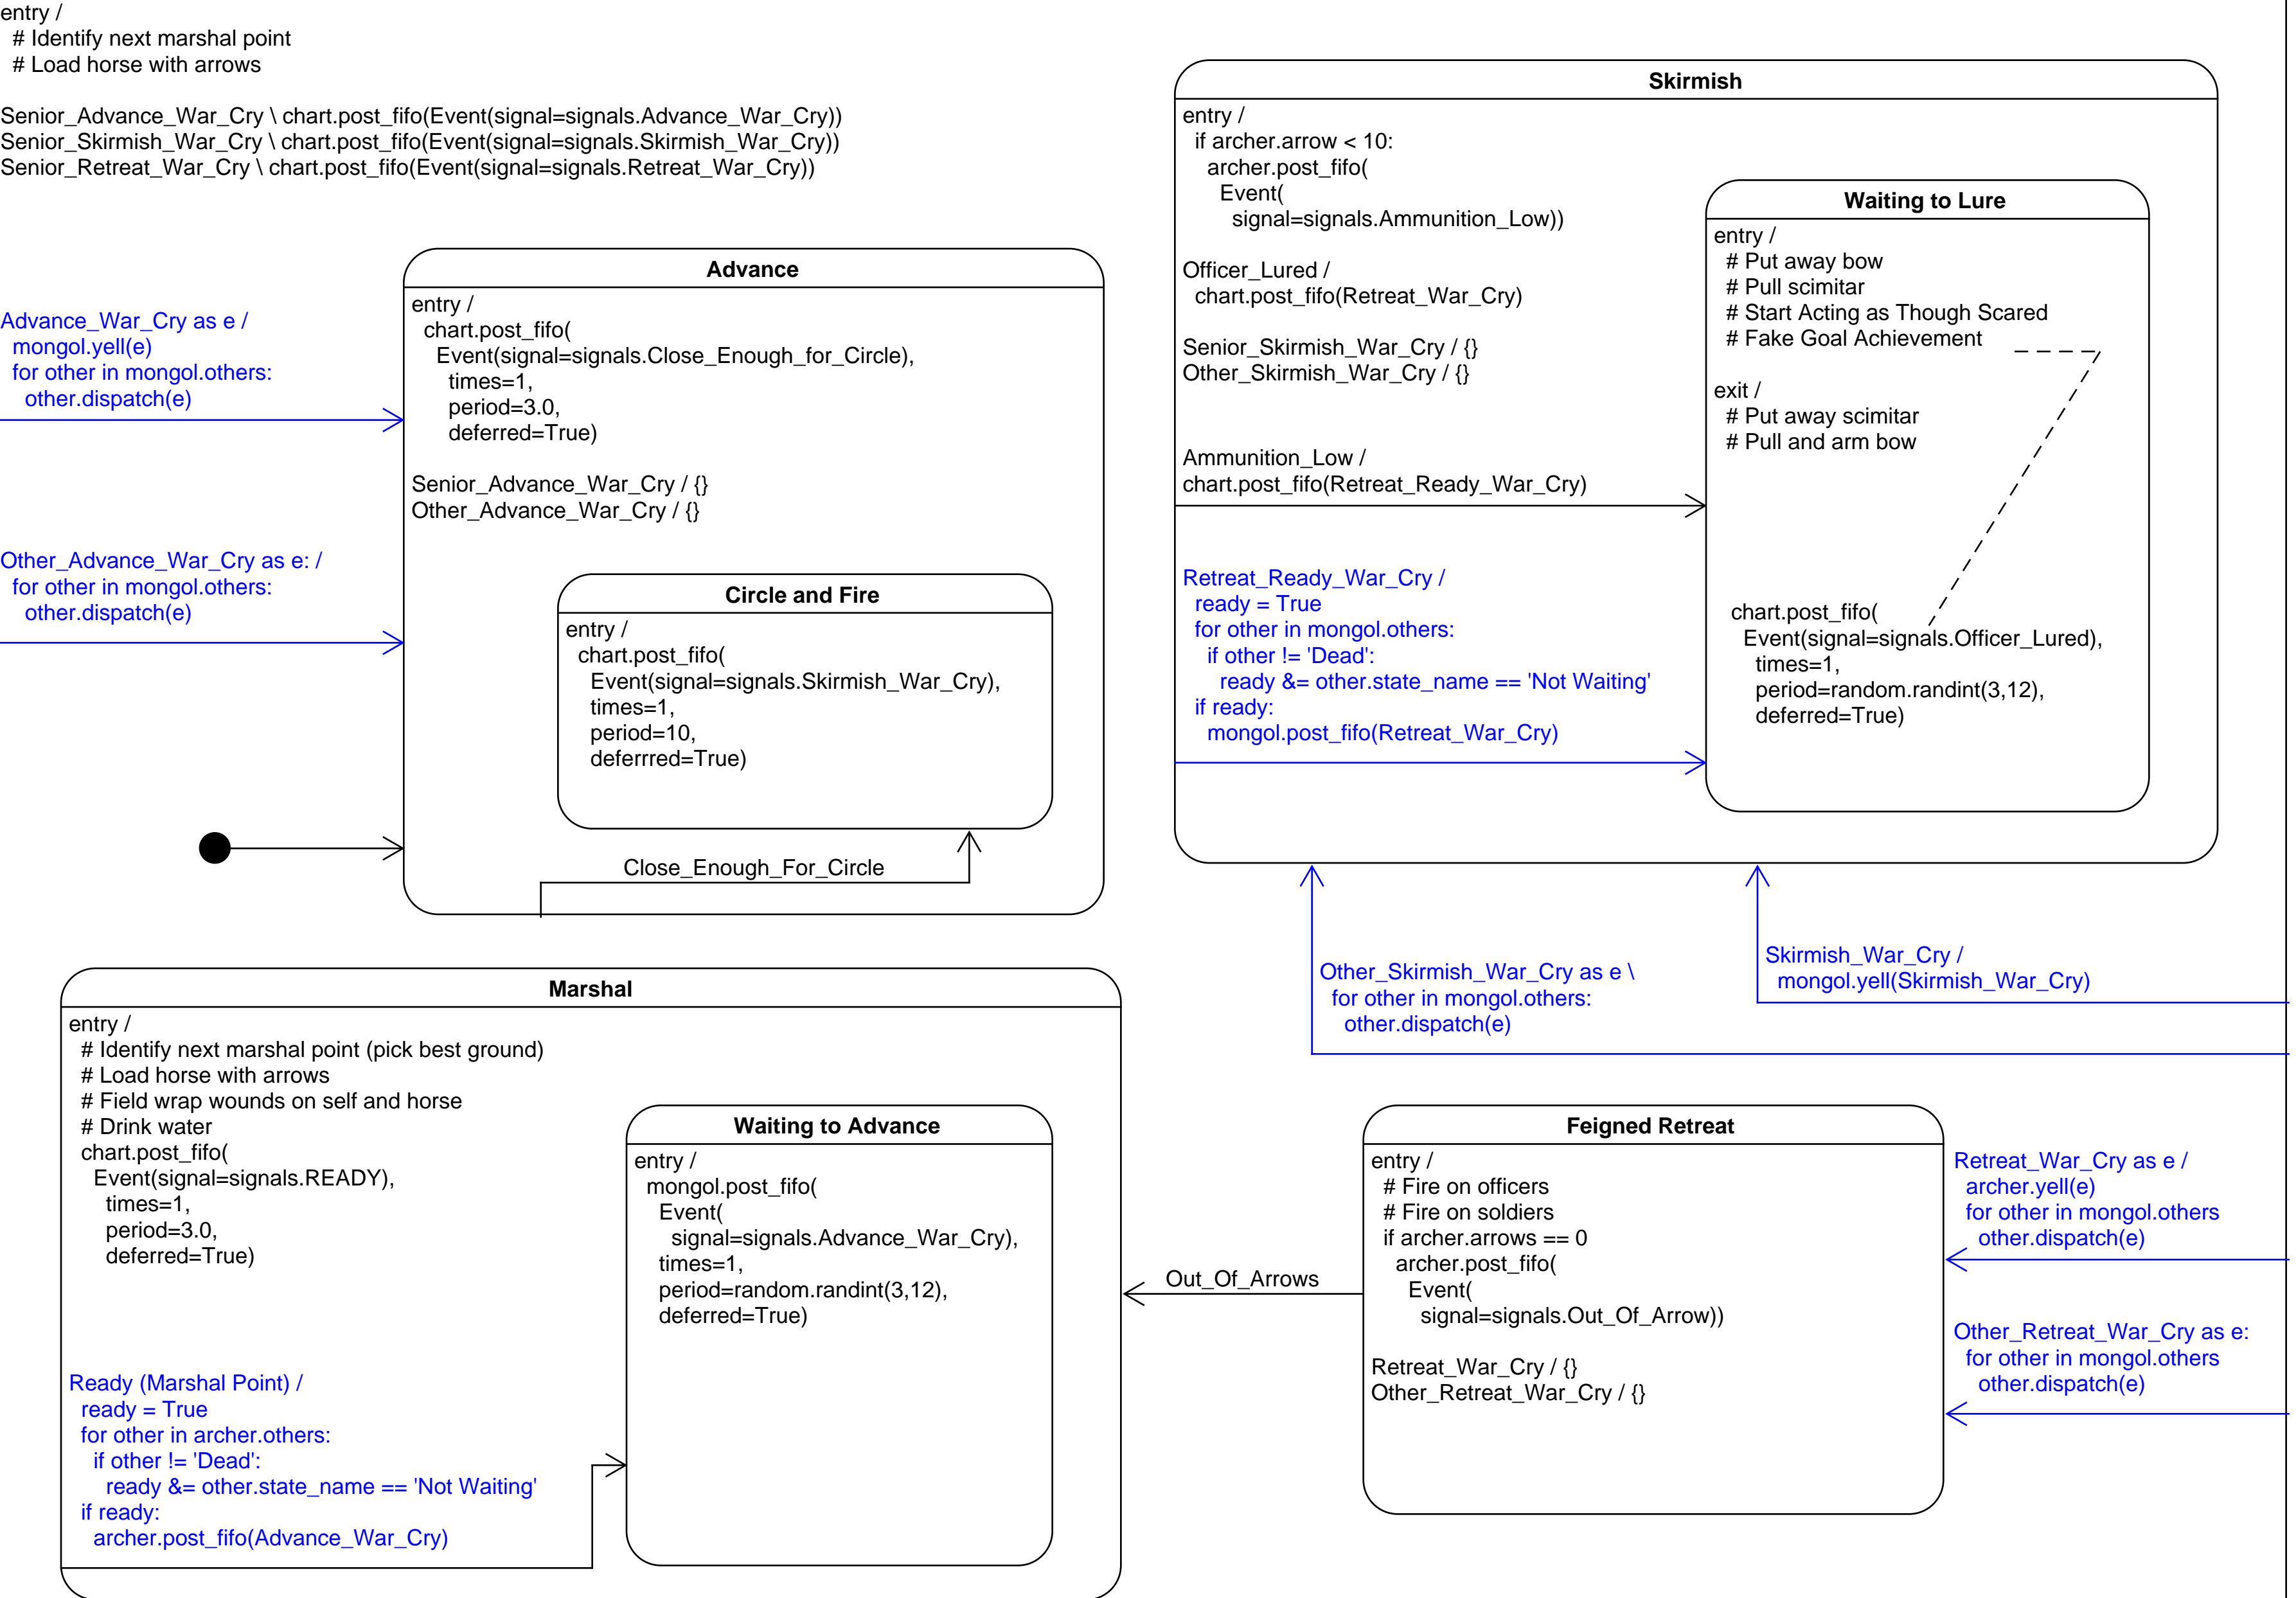 entry /
# Identify next marshal point
# Load horse with arrows
Senior_Advance_War_Cry \ chart.post_fifo(Event(signal=signals.Advance_War_Cry))
Senior_Skirmish_War_Cry \ chart.post_fifo(Event(signal=signals.Skirmish_War_Cry))
Senior_Retreat_War_Cry \ chart.post_fifo(Event(signal=signals.Retreat_War_Cry))
Advance_War_Cry as e /
mongol.yell(e)
for other in mongol.others:
other.dispatch(e)
Other_Advance_War_Cry as e: /
for other in mongol.others:
other.dispatch(e)
Advance
entry /
chart.post_fifo(
Event(signal=signals.Close_Enough_for_Circle),
times=1,
period=3.0,
deferred=True)
Senior_Advance_War_Cry / {}
Other_Advance_War_Cry / {}
Circle and Fire
entry /
chart.post_fifo(
Event(signal=signals.Skirmish_War_Cry),
times=1,
period=10,
deferrred=True)
Close_Enough_For_Circle
Skirmish
entry /
if archer.arrow < 10:
archer.post_fifo(
Event(
signal=signals.Ammunition_Low))
Officer_Lured /
chart.post_fifo(Retreat_War_Cry)
Senior_Skirmish_War_Cry / {}
Other_Skirmish_War_Cry / {}
Ammunition_Low /
chart.post_fifo(Retreat_Ready_War_Cry)
Retreat_Ready_War_Cry /
ready = True
for other in mongol.others:
if other != 'Dead':
ready &= other.state_name == 'Not Waiting'
if ready:
mongol.post_fifo(Retreat_War_Cry)
Waiting to Lure
entry /
# Put away bow
# Pull scimitar
# Start Acting as Though Scared
# Fake Goal Achievement
exit /
# Put away scimitar
# Pull and arm bow
chart.post_fifo(
Event(signal=signals.Officer_Lured),
times=1,
period=random.randint(3,12),
deferred=True)
Other_Skirmish_War_Cry as e \
for other in mongol.others:
other.dispatch(e)
Skirmish_War_Cry /
mongol.yell(Skirmish_War_Cry)
Marshal
entry /
# Identify next marshal point (pick best ground)
# Load horse with arrows
# Field wrap wounds on self and horse
# Drink water
chart.post_fifo(
Event(signal=signals.READY),
times=1,
period=3.0,
deferred=True)
Ready (Marshal Point) /
ready = True
for other in archer.others:
if other != 'Dead':
ready &= other.state_name == 'Not Waiting'
if ready:
archer.post_fifo(Advance_War_Cry)
Waiting to Advance
entry /
mongol.post_fifo(
Event(
signal=signals.Advance_War_Cry),
times=1,
period=random.randint(3,12),
deferred=True)
Out_Of_Arrows
Feigned Retreat
entry /
# Fire on officers
# Fire on soldiers
if archer.arrows == 0
archer.post_fifo(
Event(
signal=signals.Out_Of_Arrow))
Retreat_War_Cry / {}
Other_Retreat_War_Cry / {}
Retreat_War_Cry as e /
archer.yell(e)
for other in mongol.others
other.dispatch(e)
Other_Retreat_War_Cry as e:
for other in mongol.others
other.dispatch(e)